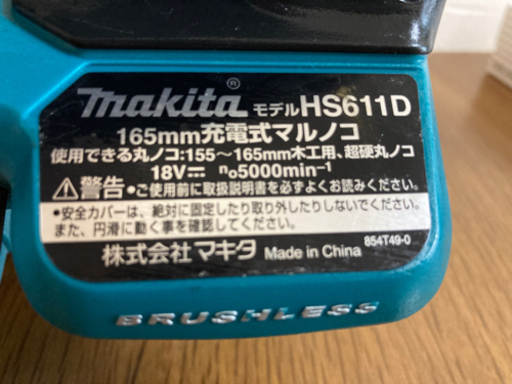 makita® モデルHS611D
165mm充電式マルノコ
使用できる丸ノコ:155～165mm木工用、超硬丸ノコ
18V⎓ n₀5000min⁻¹
⚠警告●ご使用前に取扱説明書を必ずよくお読みください。
●安全カバーは、絶対に固定したり取り外したりしないでください。
また、円滑に動く事を確認してください。
株式会社マキタ Made in China 854T49-0
BRUSHLESS